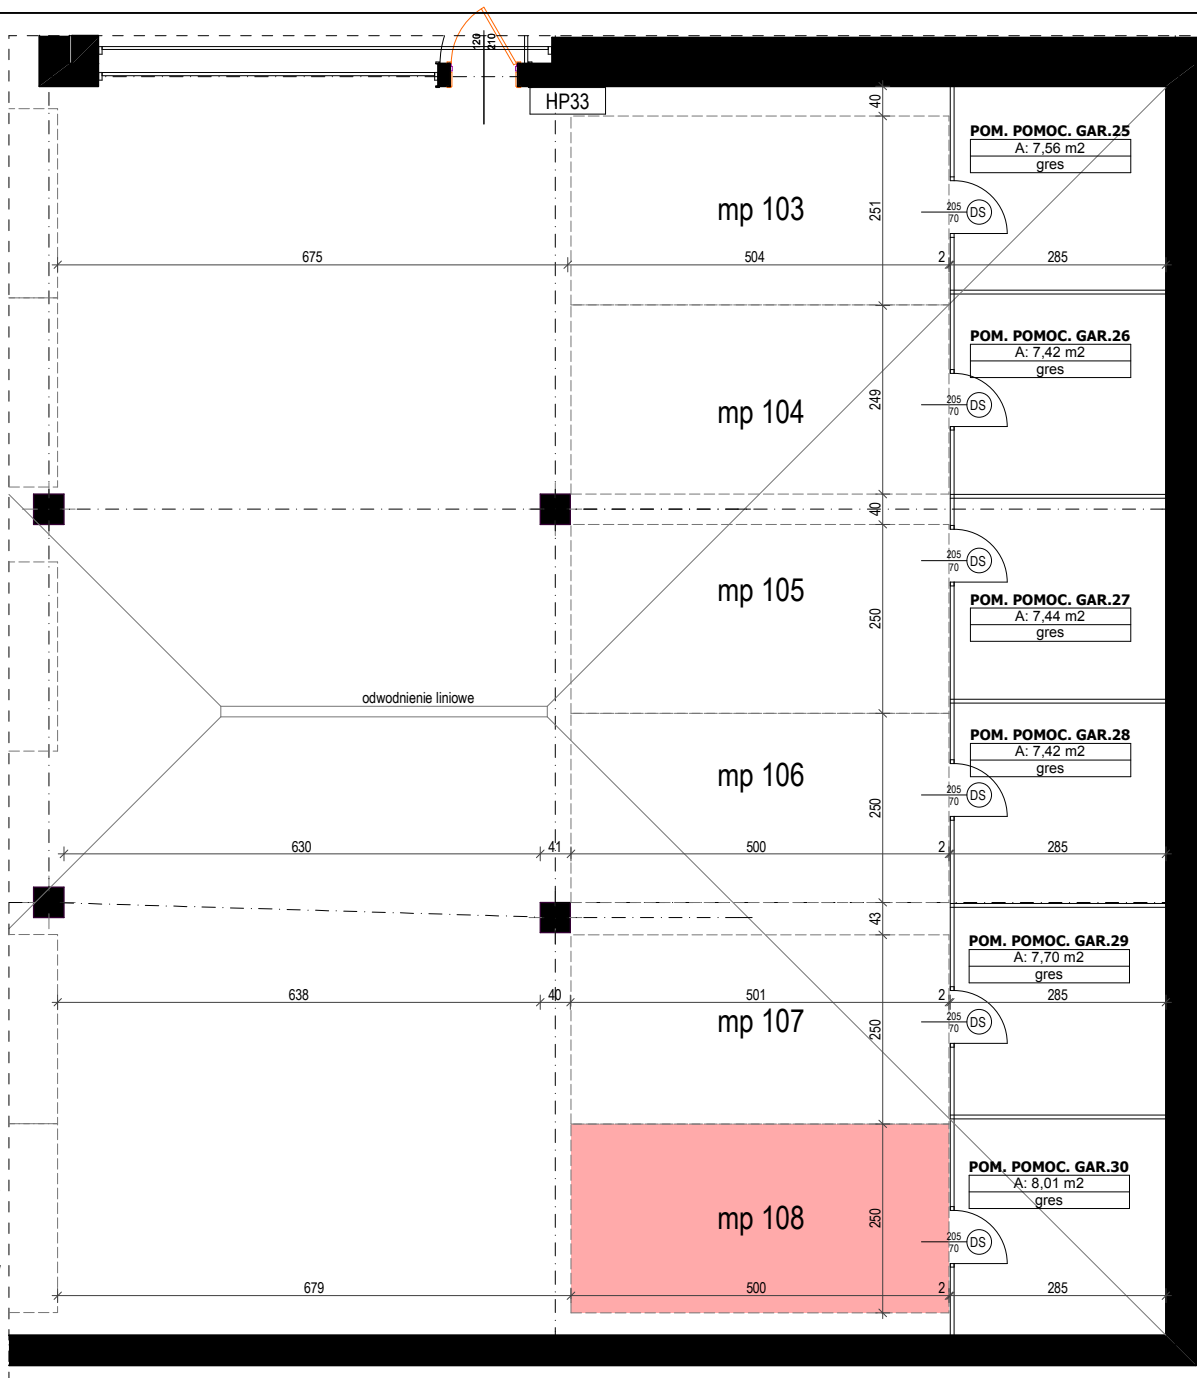 120
210
HP33
40
POM. POMOC. GAR.25
A: 7,56 m2
gres
mp 103
251
205
70
DS
675
504
2
285
POM. POMOC. GAR.26
A: 7,42 m2
gres
mp 104
249
205
70
DS
40
205
70
DS
mp 105
250
POM. POMOC. GAR.27
A: 7,44 m2
gres
odwodnienie liniowe
POM. POMOC. GAR.28
A: 7,42 m2
gres
mp 106
250
205
70
DS
630
41
500
2
285
43
POM. POMOC. GAR.29
A: 7,70 m2
gres
638
40
501
2
285
mp 107
250
205
70
DS
POM. POMOC. GAR.30
A: 8,01 m2
gres
mp 108
250
205
70
DS
679
500
2
285